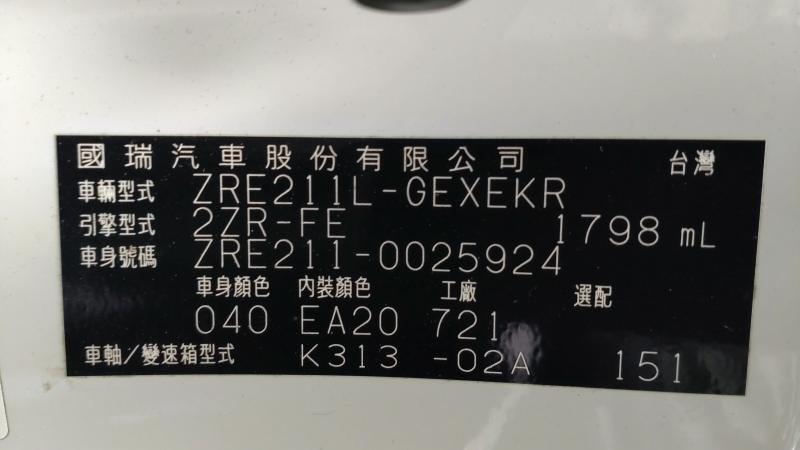 國瑞汽車股份有限公司 台灣
車輛型式 ZRE211L-GEXEKR
引擎型式 2ZR-FE 1798 mL
車身號碼 ZRE211-0025924
車身顏色 內裝顏色 工廠 選配
040 EA20 721
車軸/變速箱型式 K313 -02A 151